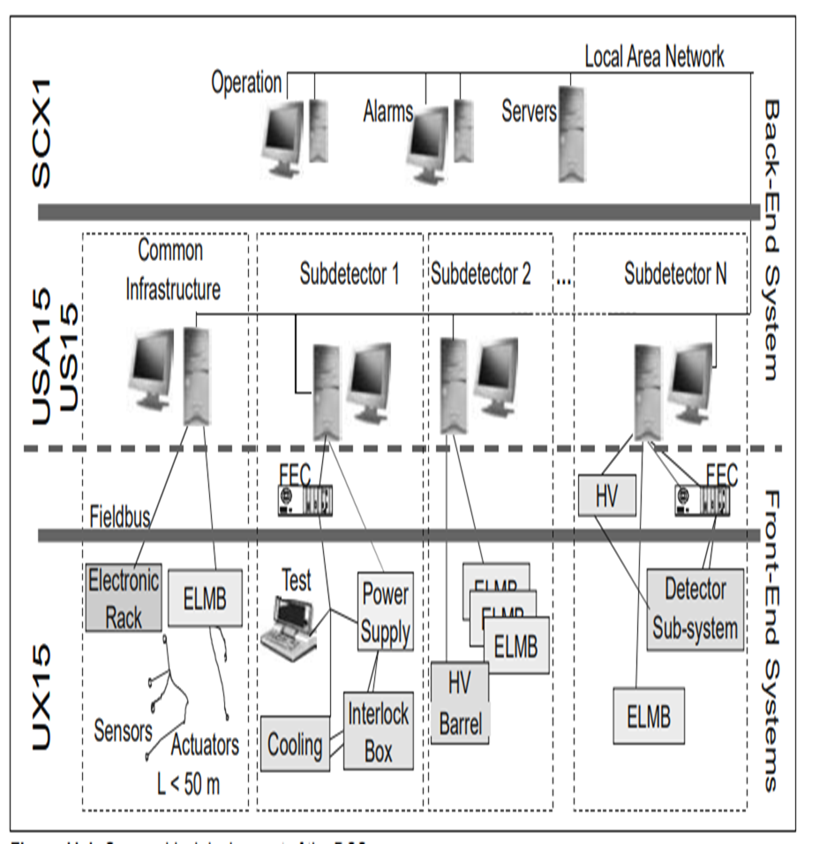 Local Area Network
Operation
Alarms
Servers
SCX1
Back-End System
Common
Infrastructure
Subdetector 1
Subdetector 2
...
Subdetector N
USA15
US15
FEC
HV
FEC
Fieldbus
Front-End Systems
Electronic
Rack
ELMB
Test
Power
Supply
ELMB
ELMB
ELMB
Detector
Sub-system
UX15
HV
Barrel
Sensors
Actuators
L < 50 m
Cooling
Interlock
Box
ELMB